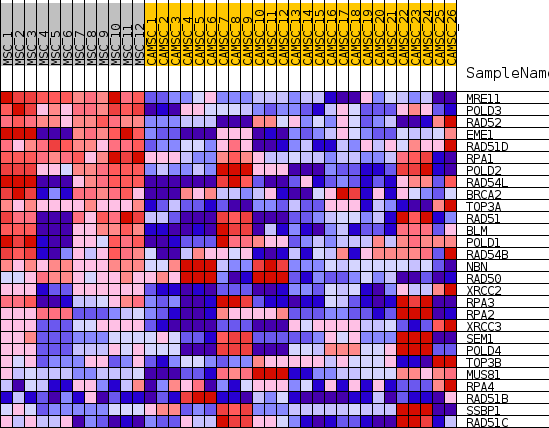 MSC_1
MSC_2
MSC_3
MSC_4
MSC_5
MSC_6
MSC_7
MSC_8
MSC_9
MSC_10
MSC_11
MSC_12
CAMSC_1
CAMSC_2
CAMSC_3
CAMSC_4
CAMSC_5
CAMSC_6
CAMSC_7
CAMSC_8
CAMSC_9
CAMSC_10
CAMSC_11
CAMSC_12
CAMSC_13
CAMSC_14
CAMSC_15
CAMSC_16
CAMSC_17
CAMSC_18
CAMSC_19
CAMSC_20
CAMSC_21
CAMSC_22
CAMSC_23
CAMSC_24
CAMSC_25
CAMSC_26
SampleName
MRE11
POLD3
RAD52
EME1
RAD51D
RPA1
POLD2
RAD54L
BRCA2
TOP3A
RAD51
BLM
POLD1
RAD54B
NBN
RAD50
XRCC2
RPA3
RPA2
XRCC3
SEM1
POLD4
TOP3B
MUS81
RPA4
RAD51B
SSBP1
RAD51C